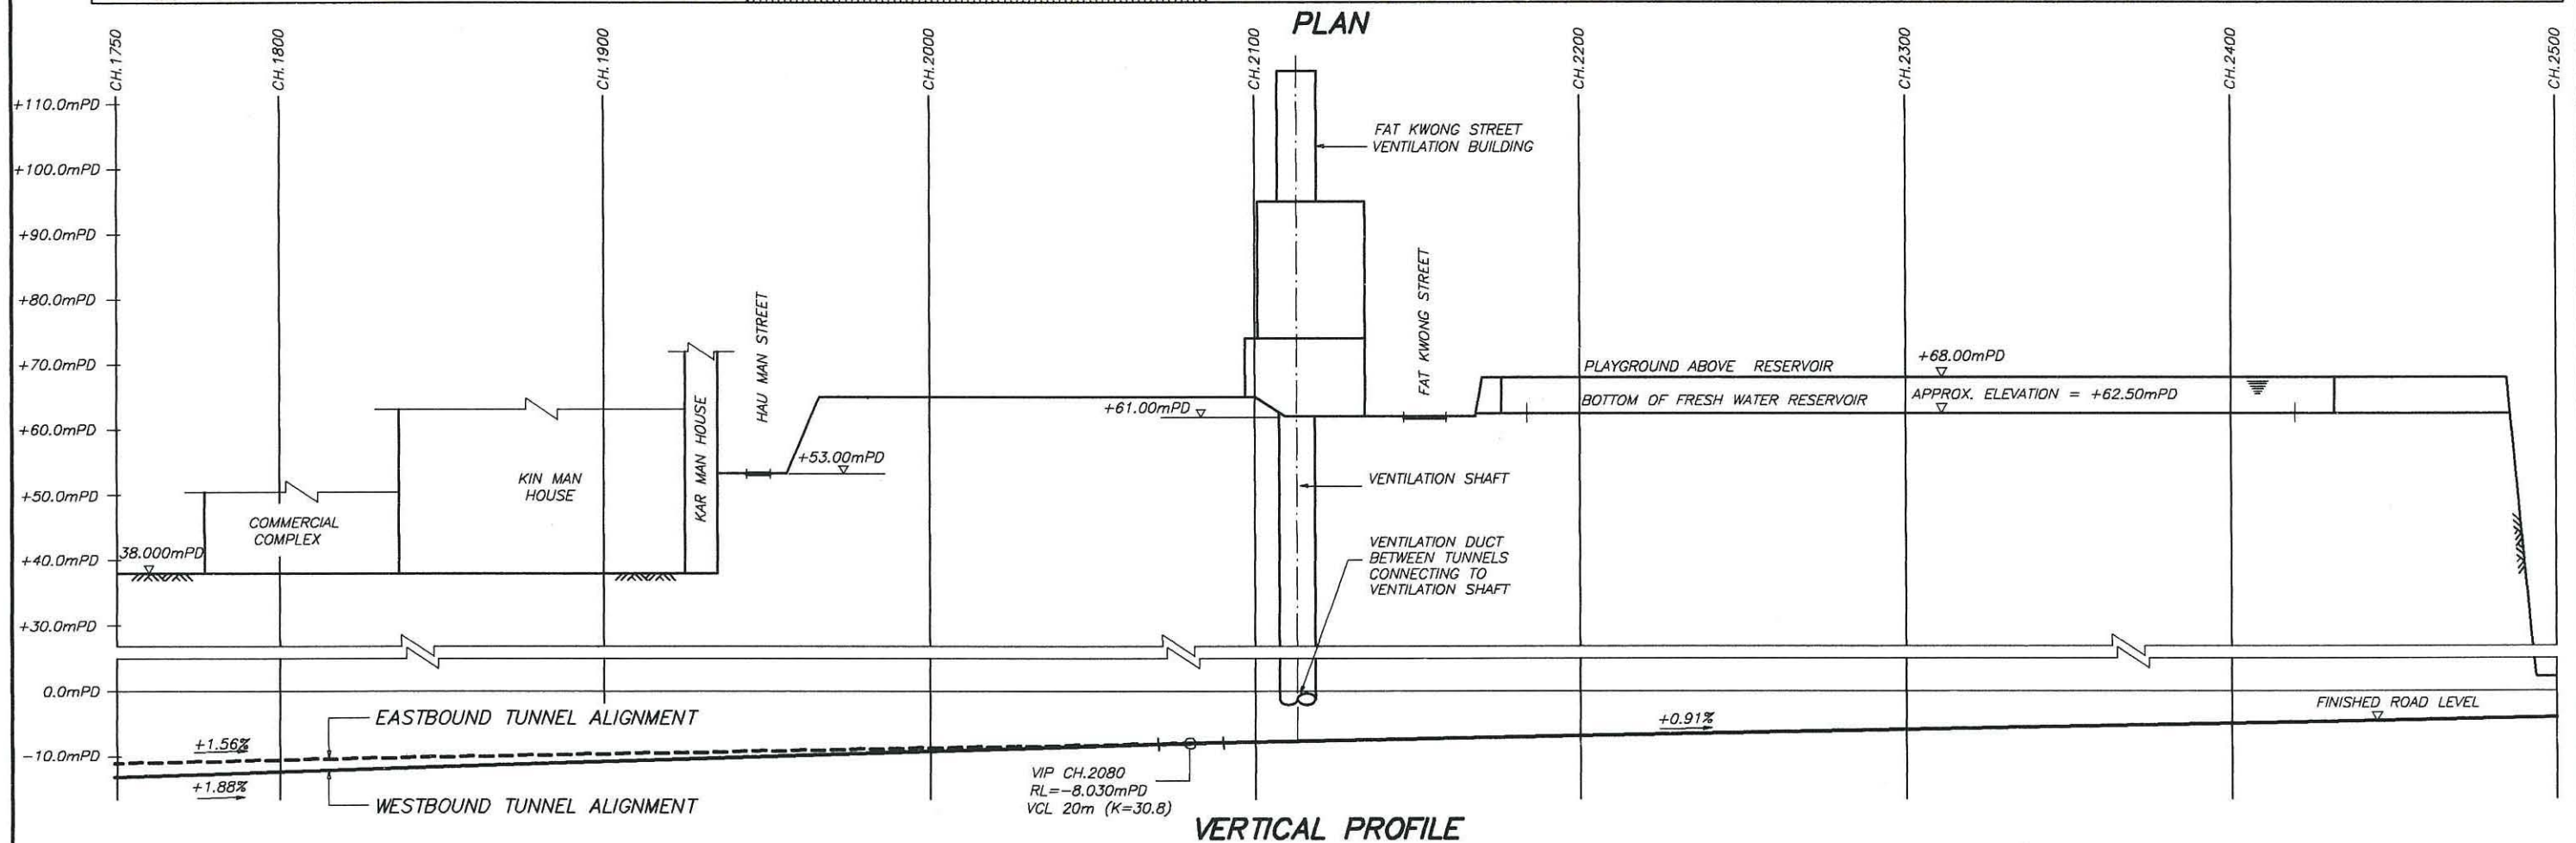 PLAN
CH.1750
CH.1800
CH.1900
CH.2000
CH.2100
CH.2200
CH.2300
CH.2400
CH.2500
+110.0mPD
+100.0mPD
+90.0mPD
+80.0mPD
+70.0mPD
+60.0mPD
+50.0mPD
+40.0mPD
+30.0mPD
0.0mPD
-10.0mPD
FAT KWONG STREET
VENTILATION BUILDING
HAU MAN STREET
FAT KWONG STREET
PLAYGROUND ABOVE RESERVOIR
+68.00mPD
BOTTOM OF FRESH WATER RESERVOIR
APPROX. ELEVATION = +62.50mPD
+61.00mPD
+53.00mPD
KAR MAN HOUSE
KIN MAN
HOUSE
COMMERCIAL
COMPLEX
38.000mPD
VENTILATION SHAFT
VENTILATION DUCT
BETWEEN TUNNELS
CONNECTING TO
VENTILATION SHAFT
FINISHED ROAD LEVEL
EASTBOUND TUNNEL ALIGNMENT
+0.91%
+1.56%
+1.88%
WESTBOUND TUNNEL ALIGNMENT
VIP CH.2080
RL=-8.030mPD
VCL 20m (K=30.8)
VERTICAL PROFILE